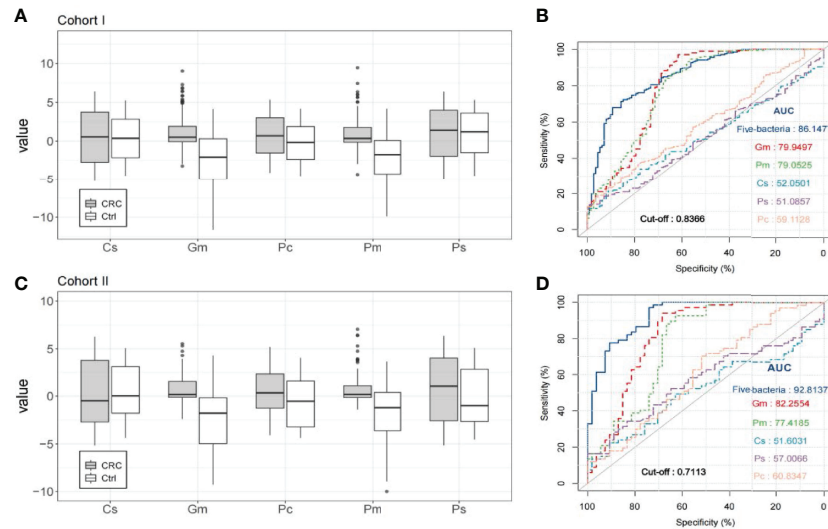 A
Cohort I
value
10
5
0
−5
−10
CRC
Ctrl
Cs Gm Pc Pm Ps
B
Sensitivity (%)
100
80
60
40
20
0
AUC
Five-bacteria : 86.147
Gm : 79.9497
Pm : 79.0525
Cs : 52.0501
Ps : 51.0857
Pc : 59.1128
Cut-off : 0.8366
100 80 60 40 20 0
Specificity (%)
C
Cohort II
value
10
5
0
−5
−10
CRC
Ctrl
Cs Gm Pc Pm Ps
D
Sensitivity (%)
100
80
60
40
20
0
AUC
Five-bacteria : 92.8137
Gm : 82.2554
Pm : 77.4185
Cs : 51.6031
Ps : 57.0066
Pc : 60.8347
Cut-off : 0.7113
100 80 60 40 20 0
Specificity (%)